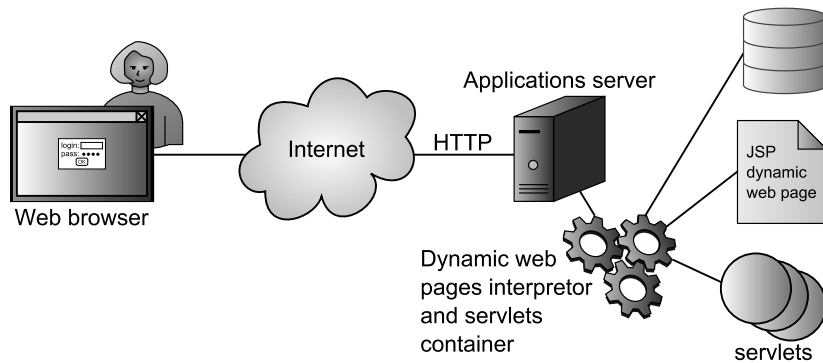 Applications server
login:
pass:
OK
Internet
HTTP
JSP
dynamic
web page
Web browser
Dynamic web
pages interpretor
and servlets
container
servlets